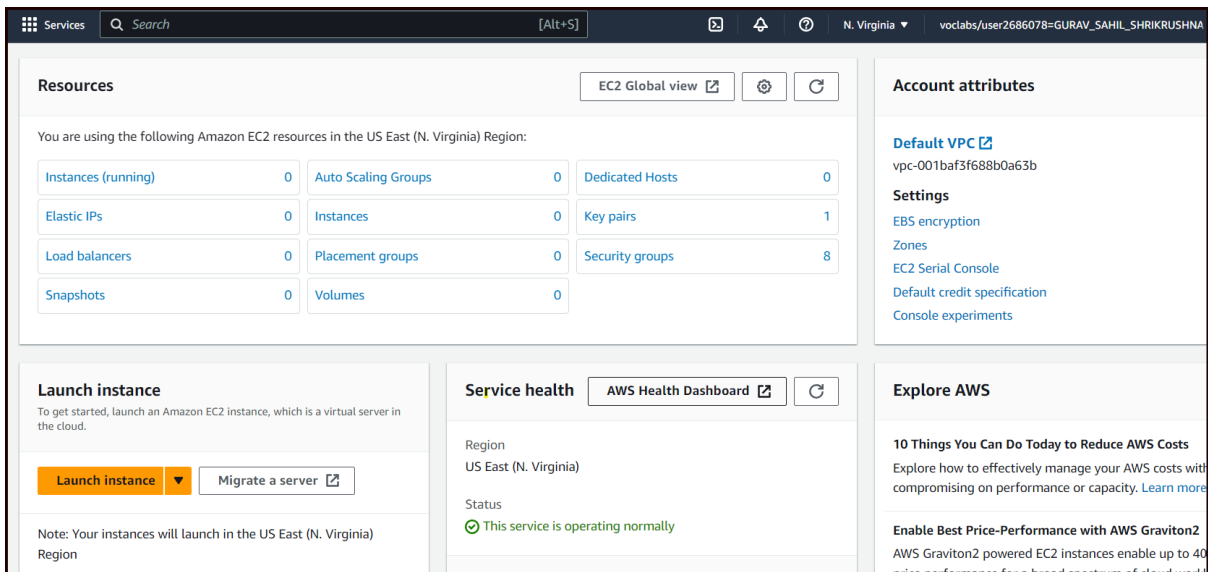 Services
Search
[Alt+S]
N. Virginia
voclabs/user2686078=GURAV_SAHIL_SHRIKRUSHNA
Resources
EC2 Global view
You are using the following Amazon EC2 resources in the US East (N. Virginia) Region:
Instances (running) 0
Auto Scaling Groups 0
Dedicated Hosts 0
Elastic IPs 0
Instances 0
Key pairs 1
Load balancers 0
Placement groups 0
Security groups 8
Snapshots 0
Volumes 0
Account attributes
Default VPC
vpc-001baf3f688b0a63b
Settings
EBS encryption
Zones
EC2 Serial Console
Default credit specification
Console experiments
Launch instance
To get started, launch an Amazon EC2 instance, which is a virtual server in
the cloud.
Launch instance
Migrate a server
Note: Your instances will launch in the US East (N. Virginia)
Region
Service health
AWS Health Dashboard
Region
US East (N. Virginia)
Status
This service is operating normally
Explore AWS
10 Things You Can Do Today to Reduce AWS Costs
Explore how to effectively manage your AWS costs with
compromising on performance or capacity. Learn more
Enable Best Price-Performance with AWS Graviton2
AWS Graviton2 powered EC2 instances enable up to 40